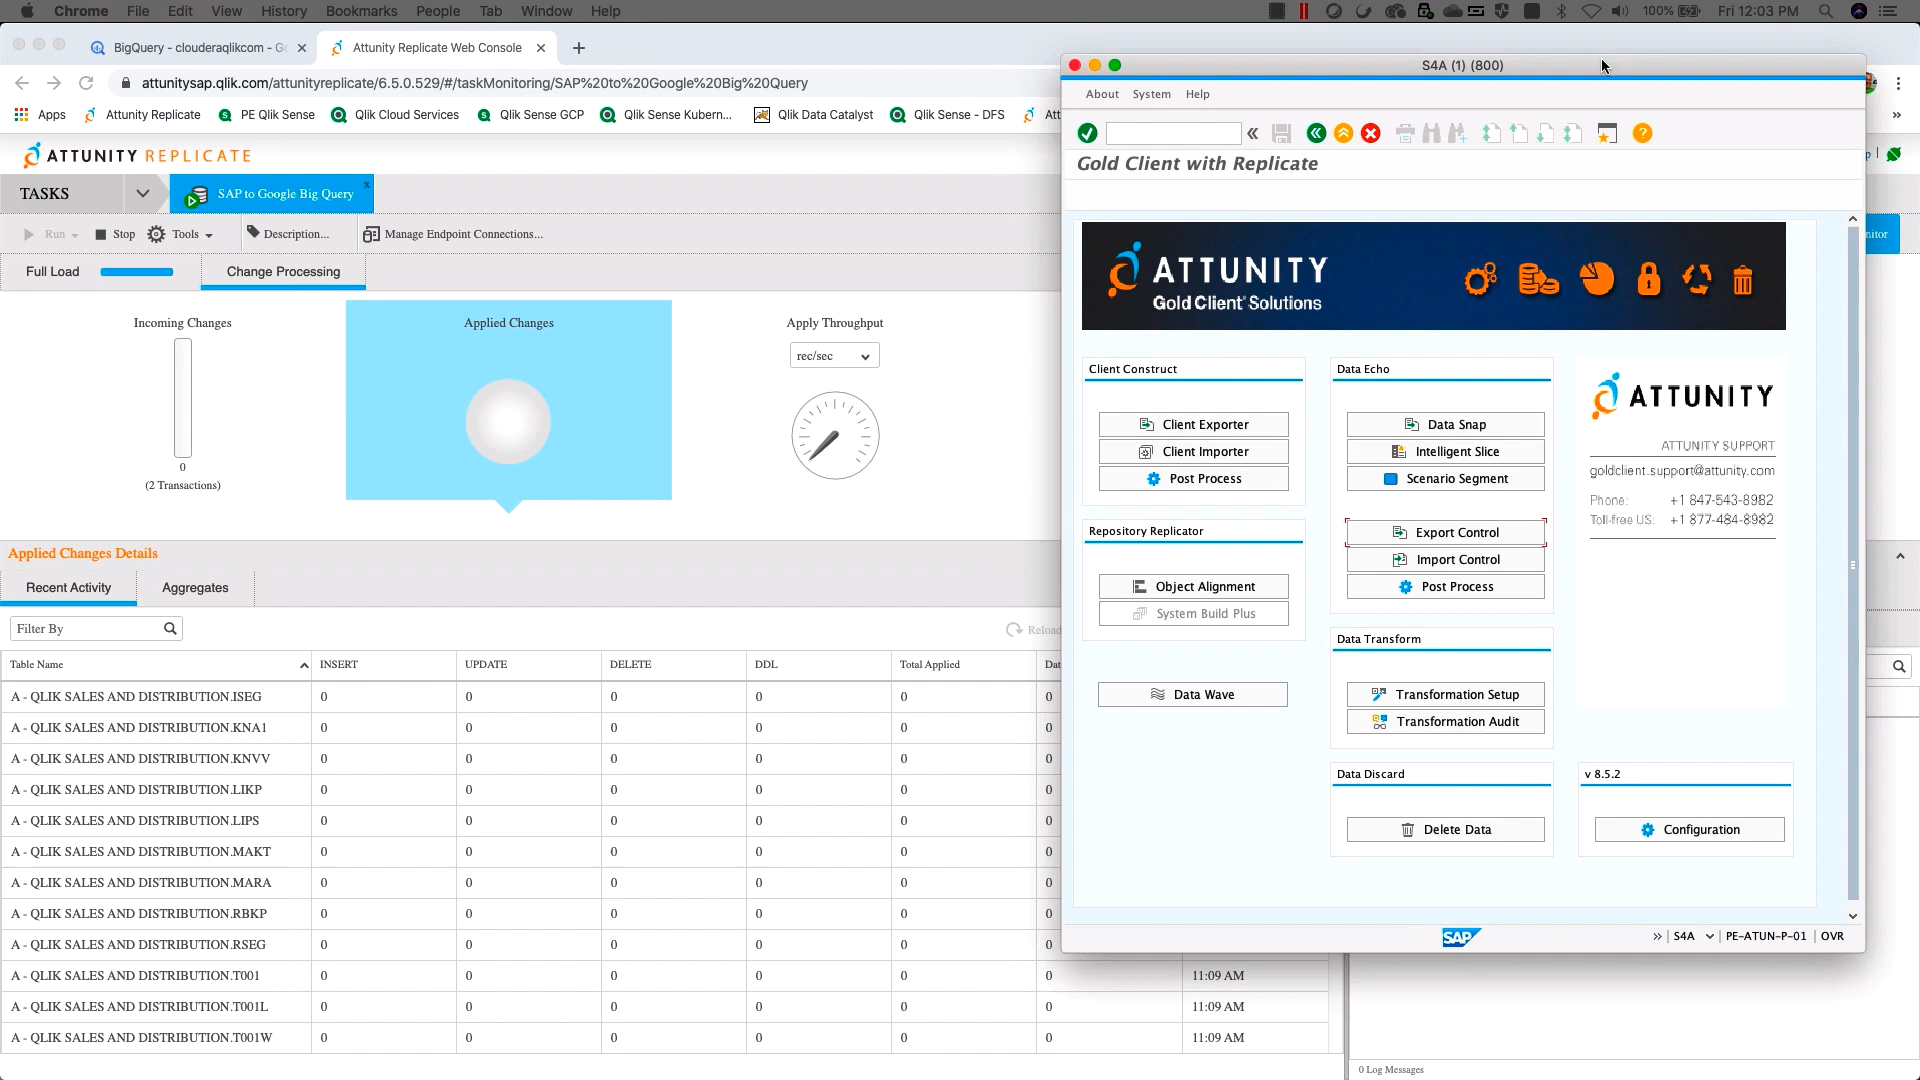 Chrome File Edit View History Bookmarks People Tab Window Help 100% Fri 12:03 PM
BigQuery - clouderaqlikcom - Go
Attunity Replicate Web Console
attunitysap.qlik.com/attunityreplicate/6.5.0.529/#/taskMonitoring/SAP%20to%20Google%20Big%20Query
Apps Attunity Replicate PE Qlik Sense Qlik Cloud Services Qlik Sense GCP Qlik Sense Kubern... Qlik Data Catalyst Qlik Sense - DFS Att
ATTUNITY REPLICATE
TASKS
SAP to Google Big Query
x
Run Stop Tools Description... Manage Endpoint Connections...
nitor
Full Load Change Processing
Incoming Changes
0
(2 Transactions)
Applied Changes
Apply Throughput
rec/sec
Applied Changes Details
Recent Activity Aggregates
Filter By
Reload
Table Name INSERT UPDATE DELETE DDL Total Applied Dat
A - QLIK SALES AND DISTRIBUTION.ISEG 0 0 0 0 0 0
A - QLIK SALES AND DISTRIBUTION.KNA1 0 0 0 0 0 0
A - QLIK SALES AND DISTRIBUTION.KNVV 0 0 0 0 0 0
A - QLIK SALES AND DISTRIBUTION.LIKP 0 0 0 0 0 0
A - QLIK SALES AND DISTRIBUTION.LIPS 0 0 0 0 0 0
A - QLIK SALES AND DISTRIBUTION.MAKT 0 0 0 0 0 0
A - QLIK SALES AND DISTRIBUTION.MARA 0 0 0 0 0 0
A - QLIK SALES AND DISTRIBUTION.RBKP 0 0 0 0 0 0
A - QLIK SALES AND DISTRIBUTION.RSEG 0 0 0 0 0 0
A - QLIK SALES AND DISTRIBUTION.T001 0 0 0 0 0 0 11:09 AM
A - QLIK SALES AND DISTRIBUTION.T001L 0 0 0 0 0 0 11:09 AM
A - QLIK SALES AND DISTRIBUTION.T001W 0 0 0 0 0 0 11:09 AM
0 Log Messages
S4A (1) (800)
About System Help
Gold Client with Replicate
ATTUNITY
Gold Client Solutions
Client Construct
Client Exporter
Client Importer
Post Process
Repository Replicator
Object Alignment
System Build Plus
Data Wave
Data Echo
Data Snap
Intelligent Slice
Scenario Segment
Export Control
Import Control
Post Process
Data Transform
Transformation Setup
Transformation Audit
Data Discard
Delete Data
ATTUNITY
ATTUNITY SUPPORT
goldclient.support@attunity.com
Phone: +1 847-543-8982
Toll-free US: +1 877-484-8982
v 8.5.2
Configuration
SAP
S4A PE-ATUN-P-01 OVR